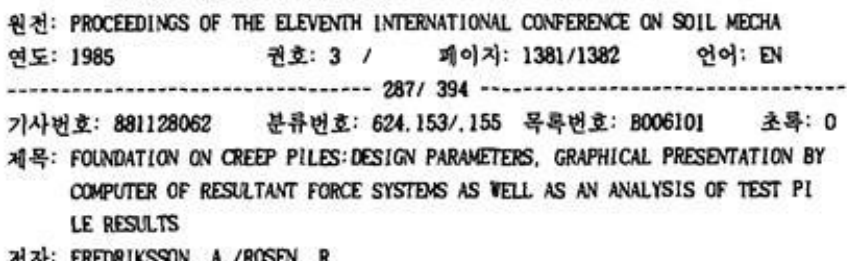 원전: PROCEEDINGS OF THE ELEVENTH INTERNATIONAL CONFERENCE ON SOIL MECHA
연도: 1985 권호: 3 / 페이지: 1381/1382 언어: EN
-------------------------------- 287/ 394 --------------------------------
기사번호: 881128062 분류번호: 624.153/.155 목록번호: B006101 초록: 0
제목: FOUNDATION ON CREEP PILES:DESIGN PARAMETERS, GRAPHICAL PRESENTATION BY
COMPUTER OF RESULTANT FORCE SYSTEMS AS WELL AS AN ANALYSIS OF TEST PI
LE RESULTS
저자: FREDRIKSSON, A./ROSEN, R.